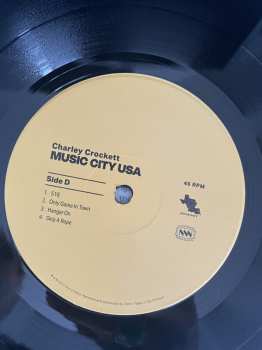 Charley Crockett
MUSIC CITY USA
Side D
45 RPM
1. 518
2. Only Game In Town
3. Hanger On
4. Skip A Rope